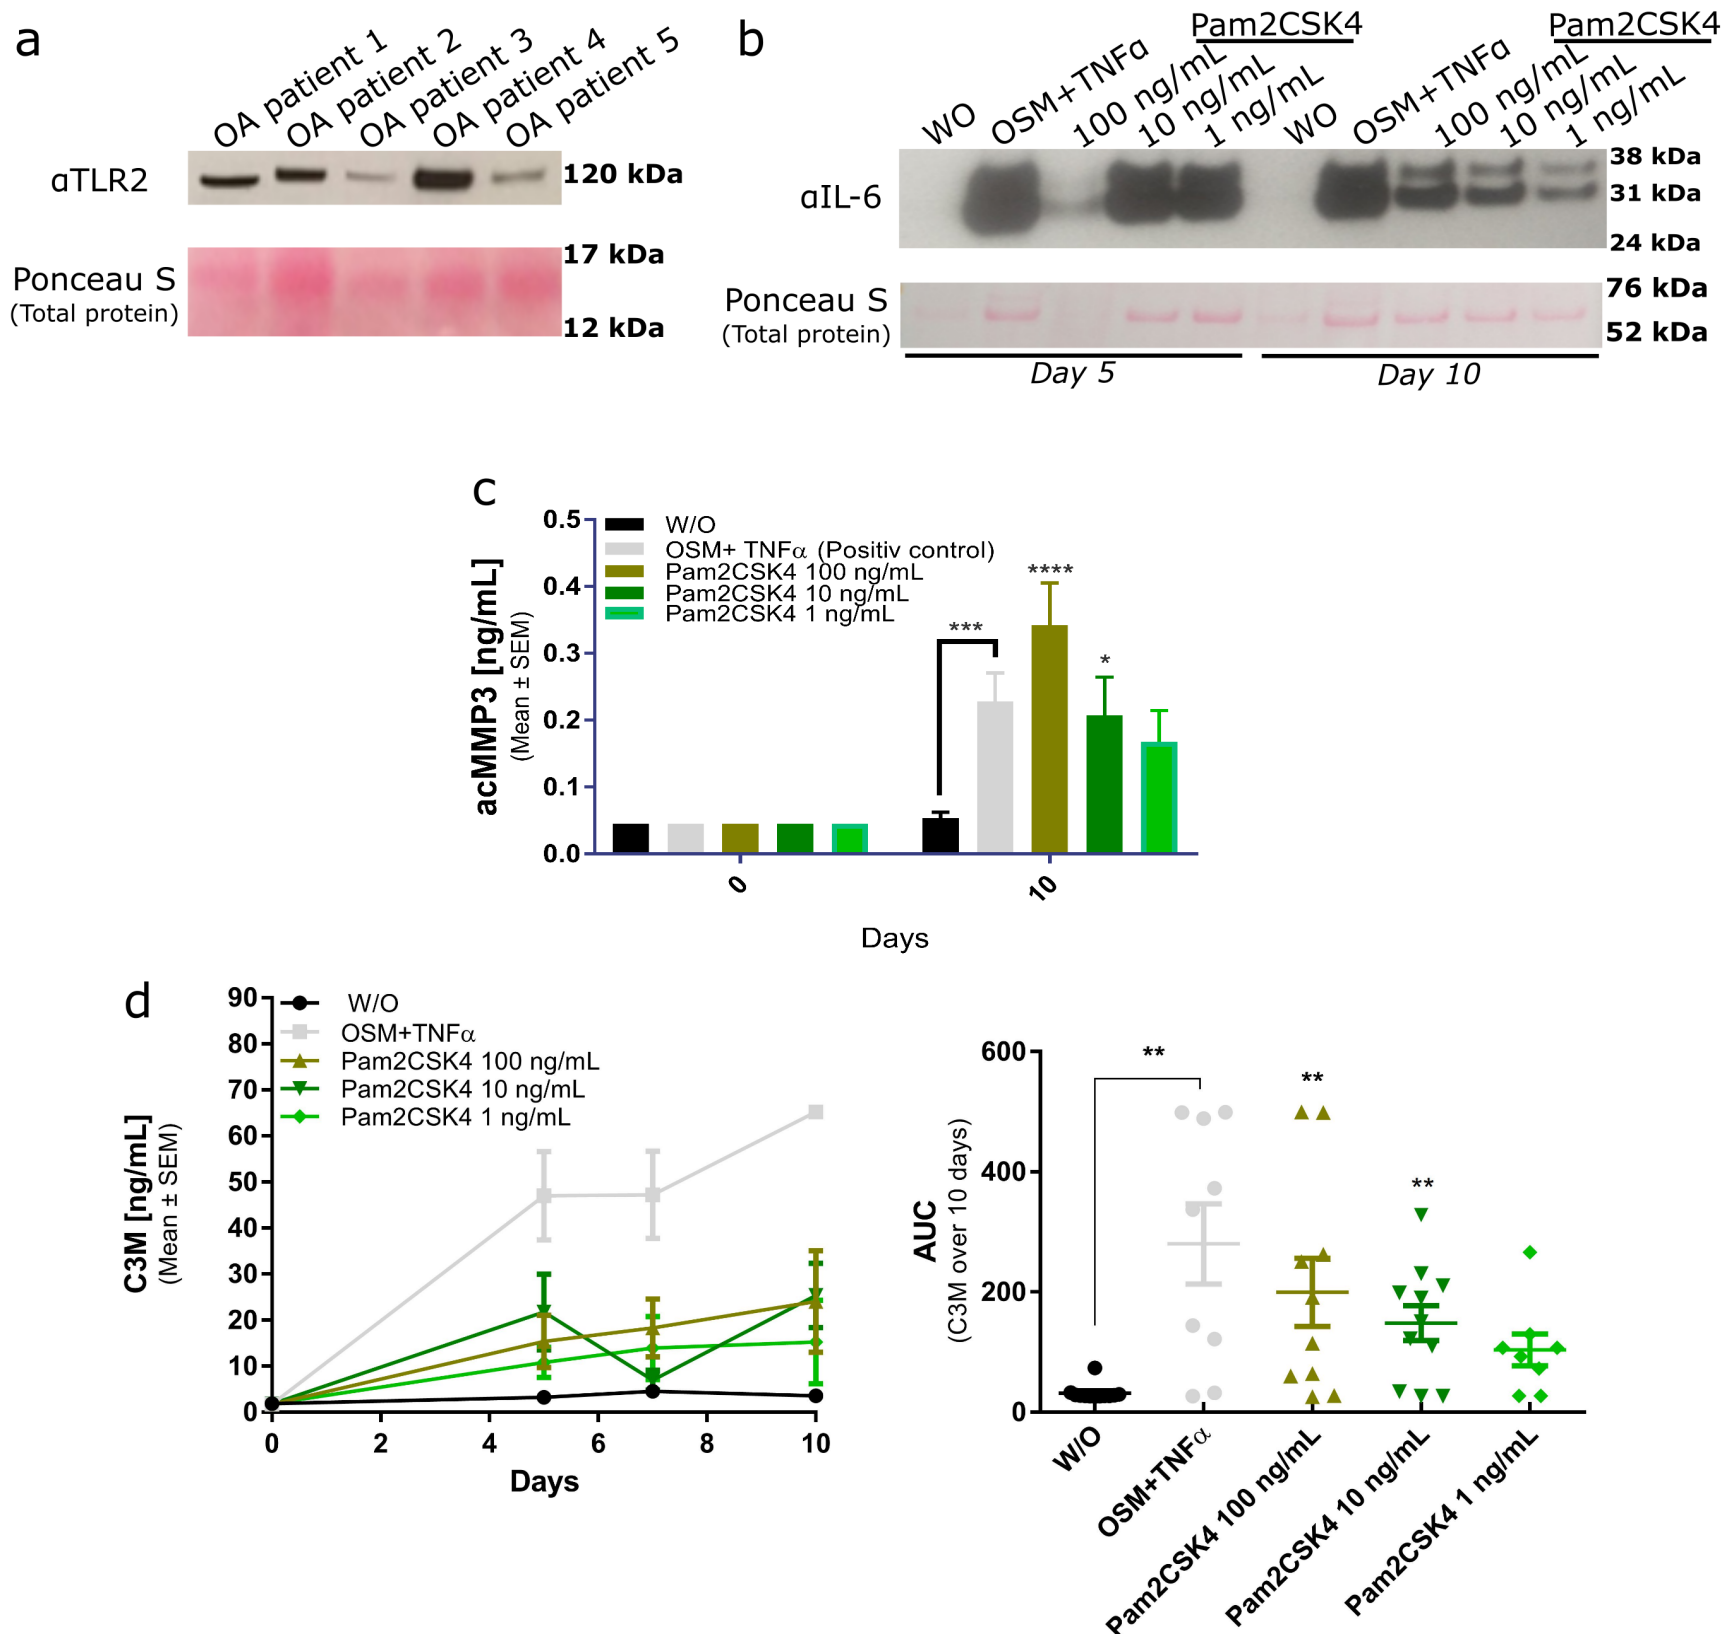 a
OA patient 1
OA patient 2
OA patient 3
OA patient 4
OA patient 5
αTLR2
120 kDa
Ponceau S
(Total protein)
17 kDa
12 kDa
b
Pam2CSK4
Pam2CSK4
WO
OSM+TNFα
100 ng/mL
10 ng/mL
1 ng/mL
WO
OSM+TNFα
100 ng/mL
10 ng/mL
1 ng/mL
αIL-6
38 kDa
31 kDa
24 kDa
Ponceau S
(Total protein)
76 kDa
52 kDa
Day 5
Day 10
c
acMMP3 [ng/mL]
(Mean ± SEM)
0.5
0.4
0.3
0.2
0.1
0.0
W/O
OSM+ TNFα (Positiv control)
Pam2CSK4 100 ng/mL
Pam2CSK4 10 ng/mL
Pam2CSK4 1 ng/mL
***
****
*
0
10
Days
d
C3M [ng/mL]
(Mean ± SEM)
90
80
70
60
50
40
30
20
10
0
W/O
OSM+TNFα
Pam2CSK4 100 ng/mL
Pam2CSK4 10 ng/mL
Pam2CSK4 1 ng/mL
0
2
4
6
8
10
Days
AUC
(C3M over 10 days)
600
400
200
0
**
**
**
W/O
OSM+TNFα
Pam2CSK4 100 ng/mL
Pam2CSK4 10 ng/mL
Pam2CSK4 1 ng/mL